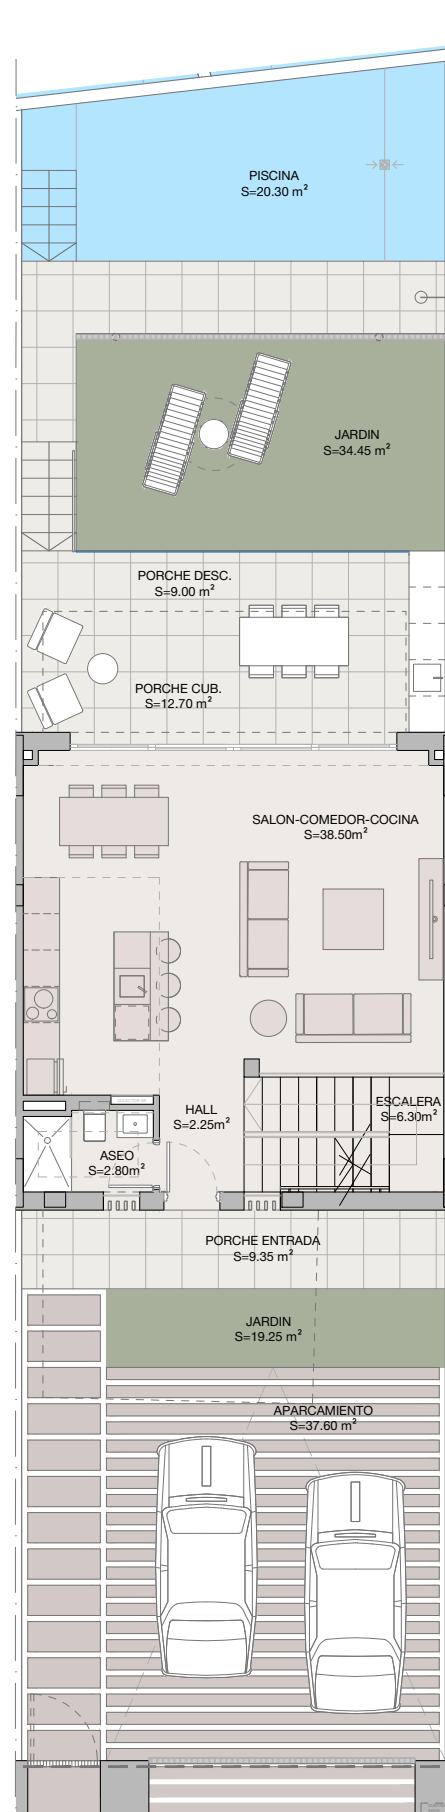 PISCINA
S=20.30 m²
JARDIN
S=34.45 m²
PORCHE DESC.
S=9.00 m²
PORCHE CUB.
S=12.70 m²
SALON-COMEDOR-COCINA
S=38.50m²
HALL
S=2.25m²
ESCALERA
S=6.30m²
ASEO
S=2.80m²
PORCHE ENTRADA
S=9.35 m²
JARDIN
S=19.25 m²
APARCAMIENTO
S=37.60 m²